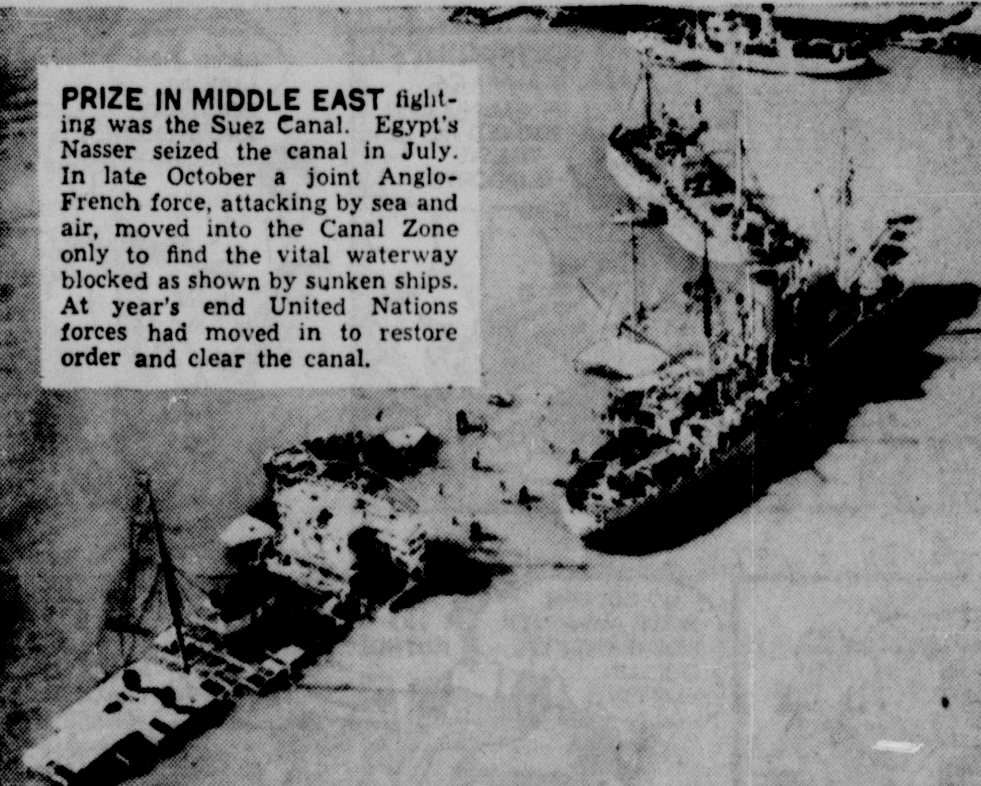 PRIZE IN MIDDLE EAST fight-
ing was the Suez Canal. Egypt's
Nasser seized the canal in July.
In late October a joint Anglo-
French force, attacking by sea and
air, moved into the Canal Zone
only to find the vital waterway
blocked as shown by sunken ships.
At year's end United Nations
forces had moved in to restore
order and clear the canal.